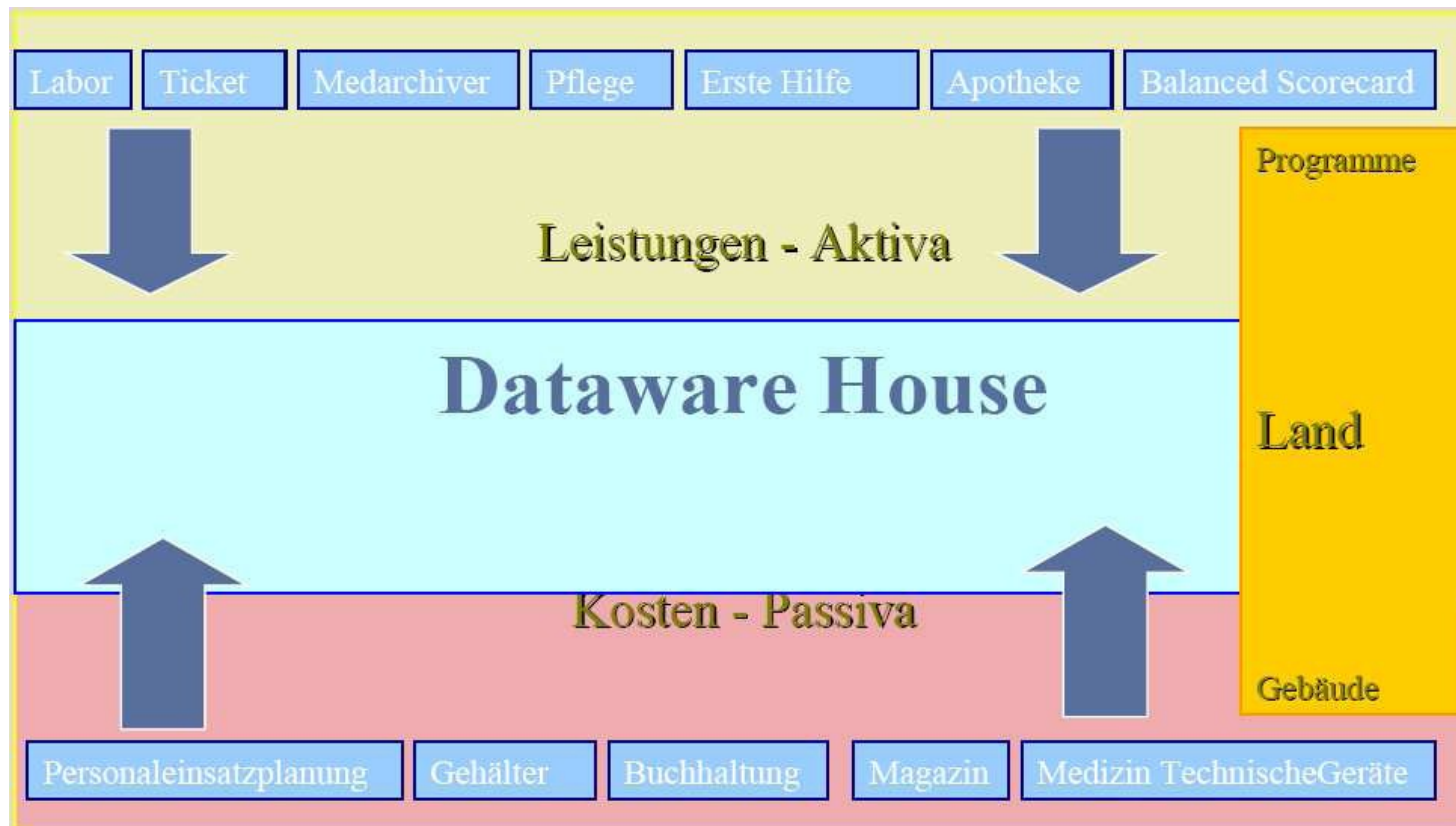 Labor
Ticket
Medarchiver
Pflege
Erste Hilfe
Apotheke
Balanced Scorecard
Programme
Leistungen - Aktiva
Dataware House
Land
Kosten - Passiva
Gebäude
Personaleinsatzplanung
Gehälter
Buchhaltung
Magazin
Medizin TechnischeGeräte